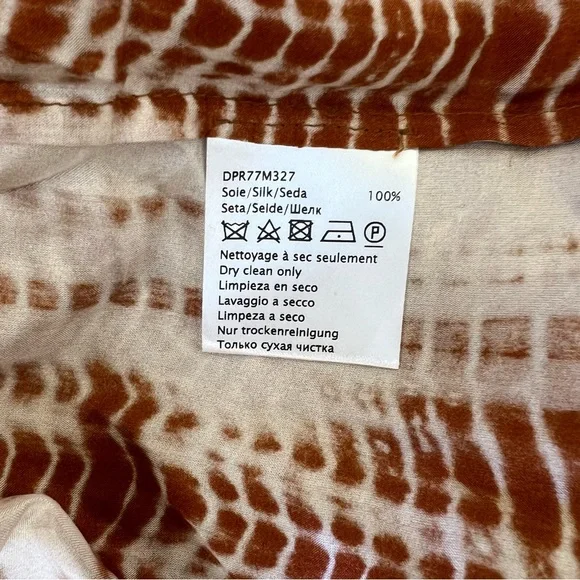 DPR77M327
Soie/Silk/Seda 100%
Seta/Seide/Шелк
P
Nettoyage à sec seulement
Dry clean only
Limpieza en seco
Lavaggio a secco
Limpeza a seco
Nur trockenreinigung
Только сухая чистка